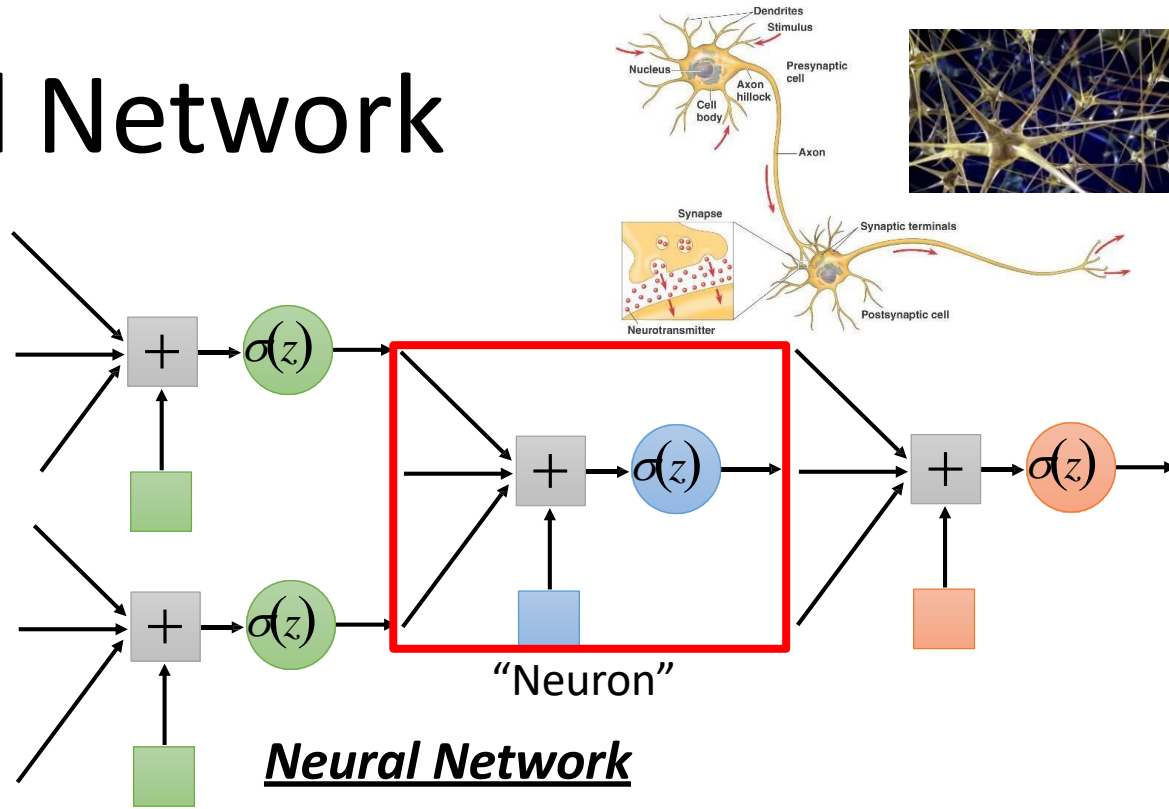 l Network
Dendrites
Stimulus
Nucleus
Presynaptic
cell
Axon
hillock
Cell
body
Axon
Synapse
Synaptic terminals
Neurotransmitter
Postsynaptic cell
+
σ(z)
+
σ(z)
+
σ(z)
+
σ(z)
“Neuron”
Neural Network